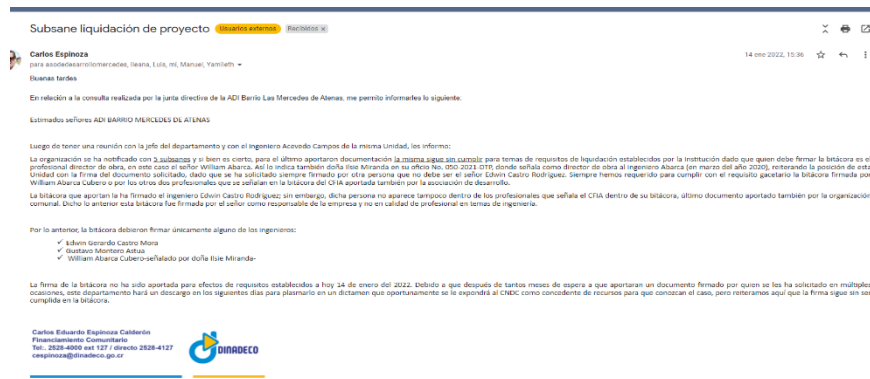 Subsane liquidación de proyecto Usuarios externos Recibidos x
Carlos Espinoza 14 ene 2022, 15:36
para asodedesarrollomercedes, Ileana, Luis, mí, Manuel, Yamileth
Buenas tardes
En relación a la consulta realizada por la junta directiva de la ADI Barrio Las Mercedes de Atenas, me permito informarles lo siguiente:
Estimados señores ADI BARRIO MERCEDES DE ATENAS
Luego de tener una reunión con la jefe del departamento y con el ingeniero Acevedo Campos de la misma Unidad, les informo:
La organización se ha notificado con 5 subsanes y si bien es cierto, para el último aportaron documentación la misma sigue sin cumplir para temas de requisitos de liquidación establecidos por la Institución dado que quien debe firmar la bitácora es el
profesional director de obra, en este caso el señor William Abarca. Así lo indica también doña Ilsie Miranda en su oficio No. 050-2021-DTP, donde señala como director de obra al ingeniero Abarca (en marzo del año 2020), reiterando la posición de esta
Unidad con la firma del documento solicitado, dado que se ha solicitado siempre firmado por otra persona que no debe ser el señor Edwin Castro Rodríguez. Siempre hemos requerido para cumplir con el requisito gacetario la bitácora firmada por
William Abarca Cubero o por los otros dos profesionales que se señalan en la bitácora del CFIA aportada también por la asociación de desarrollo.
La bitácora que aportan la ha firmado el ingeniero Edwin Castro Rodríguez; sin embargo, dicha persona no aparece tampoco dentro de los profesionales que señala el CFIA dentro de su bitácora, último documento aportado también por la organización
comunal. Dicho lo anterior esta bitácora fue firmada por el señor como responsable de la empresa y no en calidad de profesional en temas de ingeniería.
Por lo anterior, la bitácora debieron firmar únicamente alguno de los ingenieros:
✓ Edwin Gerardo Castro Mora
✓ Gustavo Montero Astua
✓ William Abarca Cubero-señalado por doña Ilsie Miranda-
La firma de la bitácora no ha sido aportada para efectos de requisitos establecidos a hoy 14 de enero del 2022. Debido a que después de tantos meses de espera a que aportaran un documento firmado por quien se les ha solicitado en múltiples
ocasiones, este departamento hará un descargo en los siguientes días para plasmarlo en un dictamen que oportunamente se le expondrá al CNDC como concedente de recursos para que conozcan el caso, pero reiteramos aquí que la firma sigue sin ser
cumplida en la bitácora.
Carlos Eduardo Espinoza Calderón
Financiamiento Comunitario
Tel:. 2528-4000 ext 127 / directo 2528-4127
cespinoza@dinadeco.go.cr
DINADECO